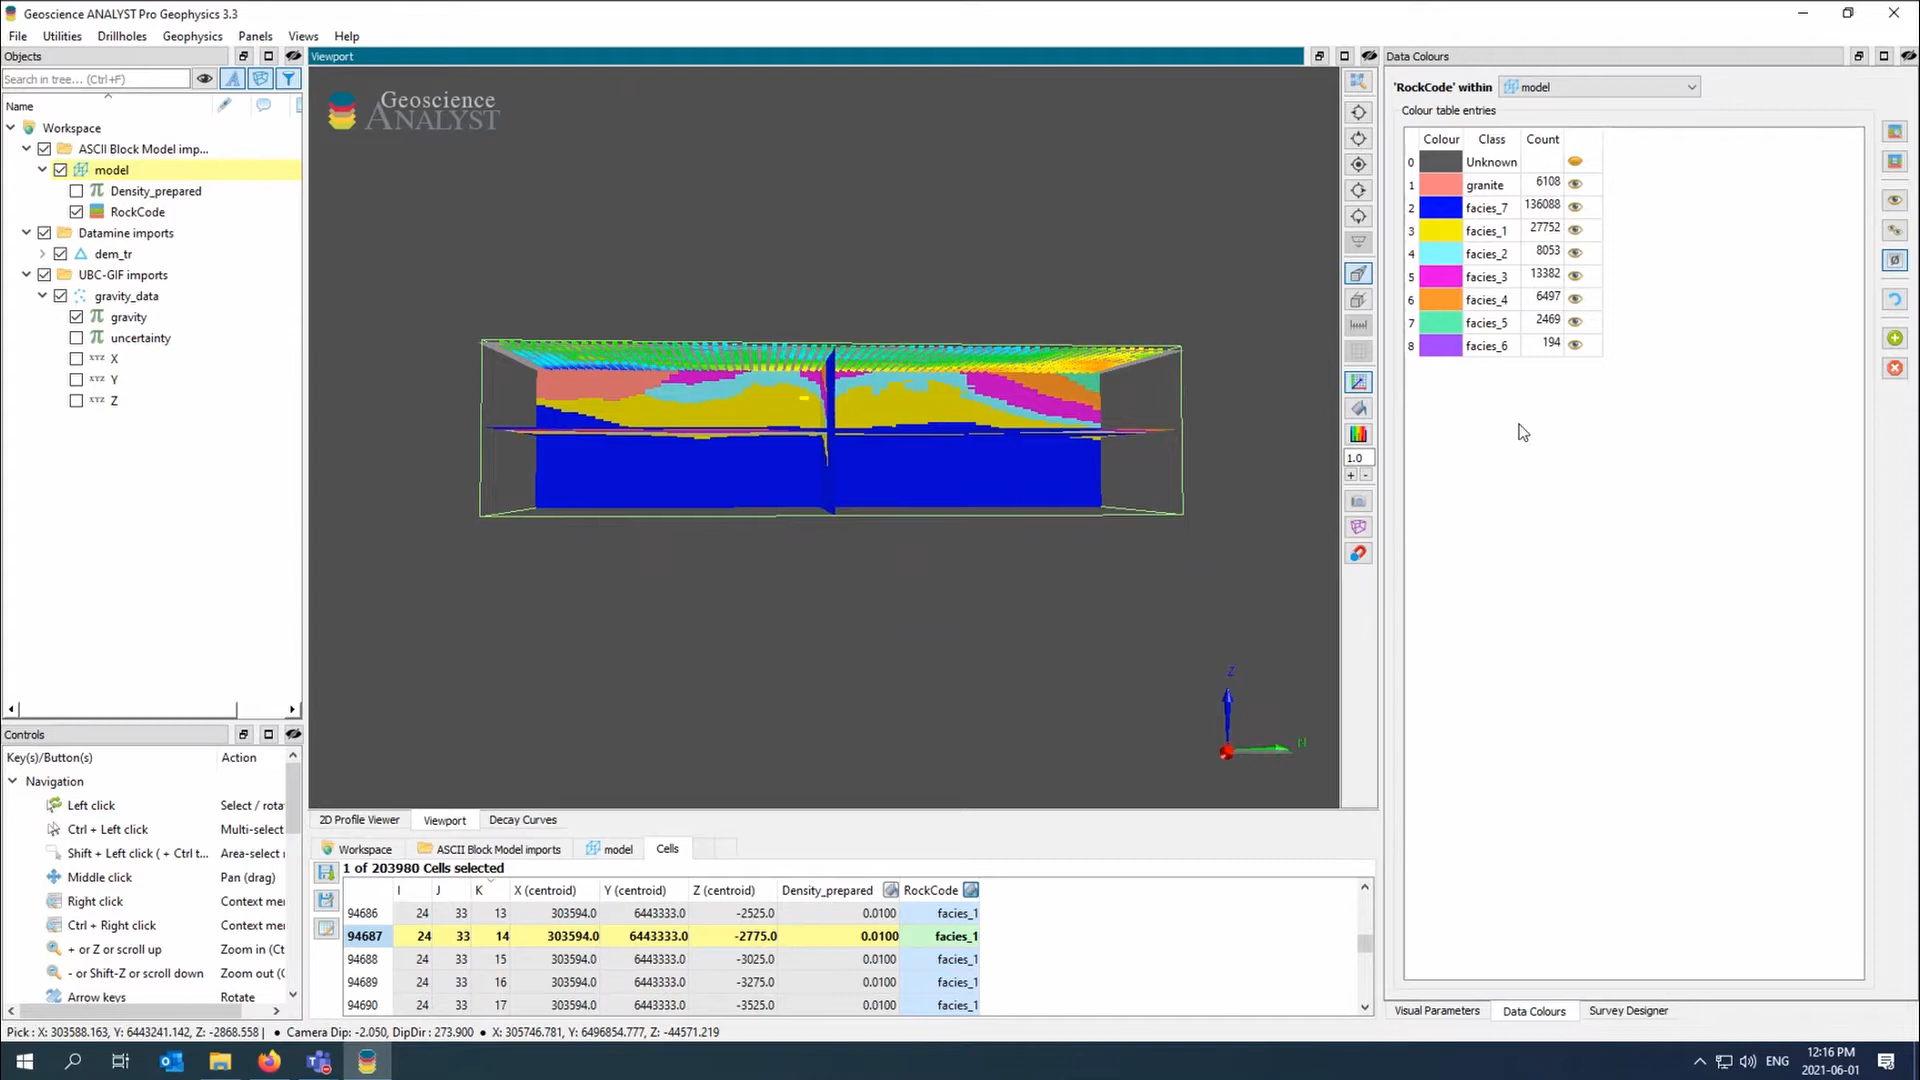 Geoscience ANALYST Pro Geophysics 3.3
File Utilities Drillholes Geophysics Panels Views Help
Objects
Search in tree... (Ctrl+F)
Name
Workspace
ASCII Block Model imp...
model
Density_prepared
RockCode
Datamine imports
dem_tr
UBC-GIF imports
gravity_data
gravity
uncertainty
XYZ X
XYZ Y
XYZ Z
Controls
Key(s)/Button(s) Action
Navigation
Left click Select / rota
Ctrl + Left click Multi-select
Shift + Left click ( + Ctrl t... Area-select
Middle click Pan (drag)
Right click Context me
Ctrl + Right click Context me
+ or Z or scroll up Zoom in (Ct
- or Shift-Z or scroll down Zoom out (C
Arrow keys Rotate
Viewport
Geoscience
ANALYST
Z
N
1.0
+ -
2D Profile Viewer Viewport Decay Curves
Workspace ASCII Block Model imports model Cells
1 of 203980 Cells selected
I J K X (centroid) Y (centroid) Z (centroid) Density_prepared RockCode
94686 24 33 13 303594.0 6443333.0 -2525.0 0.0100 facies_1
94687 24 33 14 303594.0 6443333.0 -2775.0 0.0100 facies_1
94688 24 33 15 303594.0 6443333.0 -3025.0 0.0100 facies_1
94689 24 33 16 303594.0 6443333.0 -3275.0 0.0100 facies_1
94690 24 33 17 303594.0 6443333.0 -3525.0 0.0100 facies_1
Data Colours
'RockCode' within model
Colour table entries
Colour Class Count
0 Unknown
1 granite 6108
2 facies_7 136088
3 facies_1 27752
4 facies_2 8053
5 facies_3 13382
6 facies_4 6497
7 facies_5 2469
8 facies_6 194
Visual Parameters Data Colours Survey Designer
Pick : X: 303588.163, Y: 6443241.142, Z: -2868.558 | • Camera Dip: -2.050, DipDir : 273.900 • X: 305746.781, Y: 6496854.777, Z: -44571.219
ENG
12:16 PM
2021-06-01